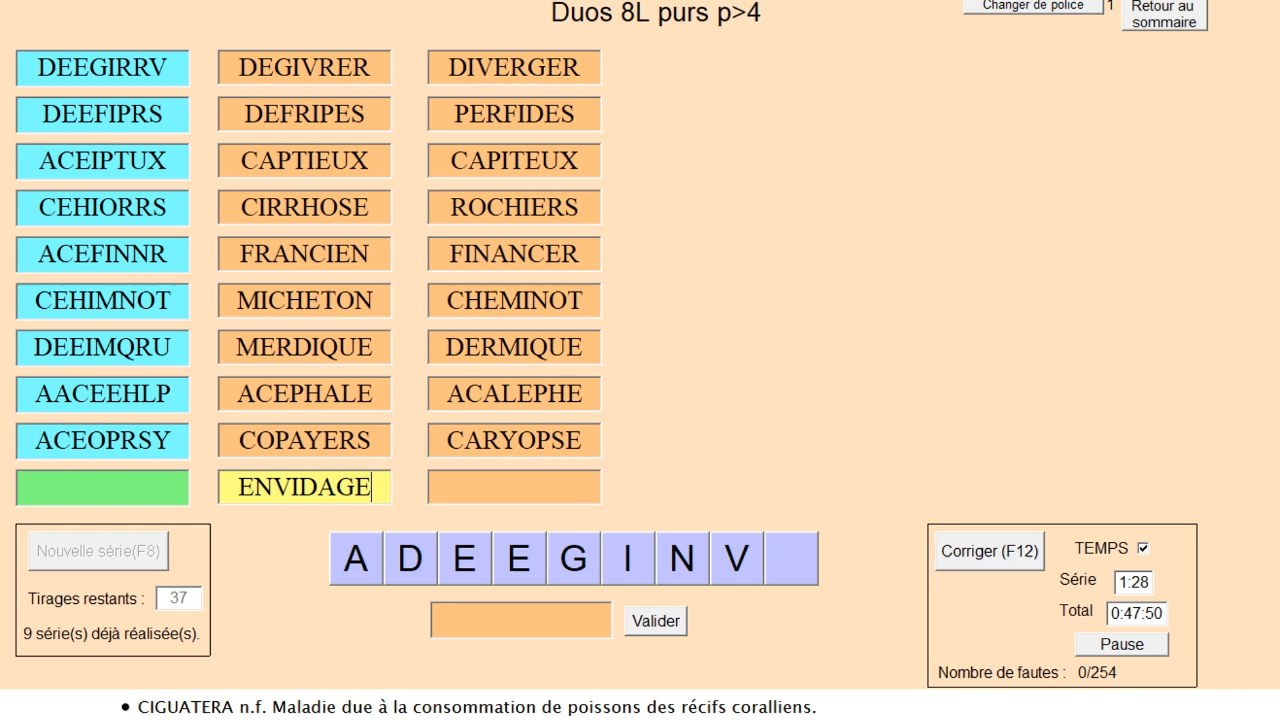 Duos 8L purs p>4
Changer de police 1 Retour au sommaire
DEEGIRRV DEGIVRER DIVERGER
DEEFIPRS DEFRIPES PERFIDES
ACEIPTUX CAPTIEUX CAPITEUX
CEHIORRS CIRRHOSE ROCHIERS
ACEFINNR FRANCIEN FINANCER
CEHIMNOT MICHETON CHEMINOT
DEEIMQRU MERDIQUE DERMIQUE
AACEEHLP ACEPHALE ACALEPHE
ACEOPRSY COPAYERS CARYOPSE
ENVIDAGE
Nouvelle série(F8)
Tirages restants : 37
9 série(s) déjà réalisée(s).
A D E E G I N V
Valider
Corriger (F12) TEMPS
Série 1:28
Total 0:47:50
Pause
Nombre de fautes : 0/254
• CIGUATERA n.f. Maladie due à la consommation de poissons des récifs coralliens.